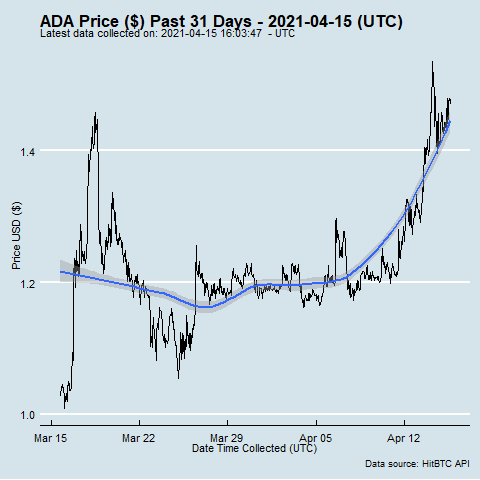 ADA Price ($) Past 31 Days - 2021-04-15 (UTC)
Latest data collected on: 2021-04-15 16:03:47  - UTC
Price USD ($)
1.4
1.2
1.0
Mar 15 Mar 22 Mar 29 Apr 05 Apr 12
Date Time Collected (UTC)
Data source: HitBTC API